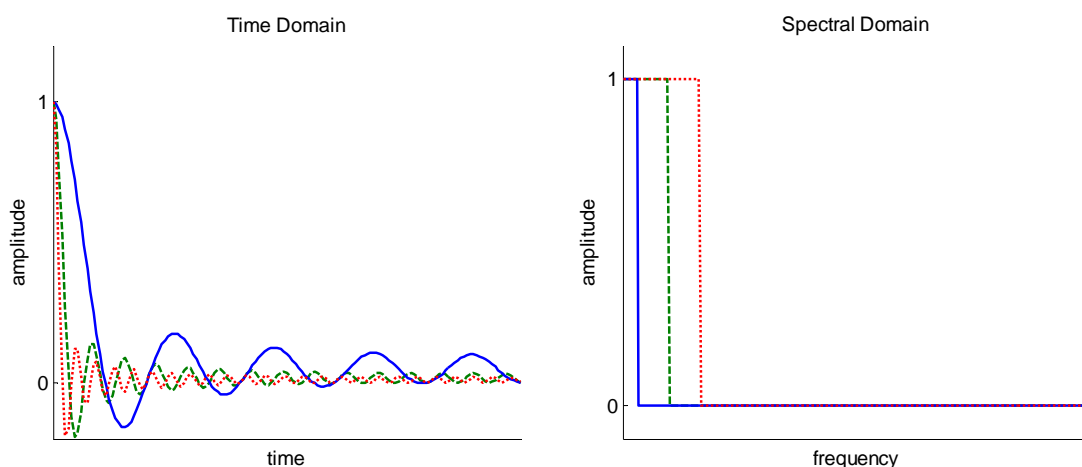 Time Domain
1
0
amplitude
time
Spectral Domain
1
0
amplitude
frequency